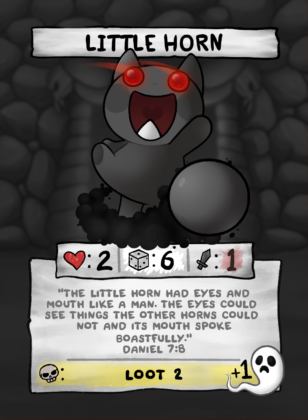 LITTLE HORN
:2 :6 :1
"THE LITTLE HORN HAD EYES AND
MOUTH LIKE A MAN. THE EYES COULD
SEE THINGS THE OTHER HORNS COULD
NOT AND ITS MOUTH SPOKE
BOASTFULLY."
DANIEL 7:8
: LOOT 2 +1